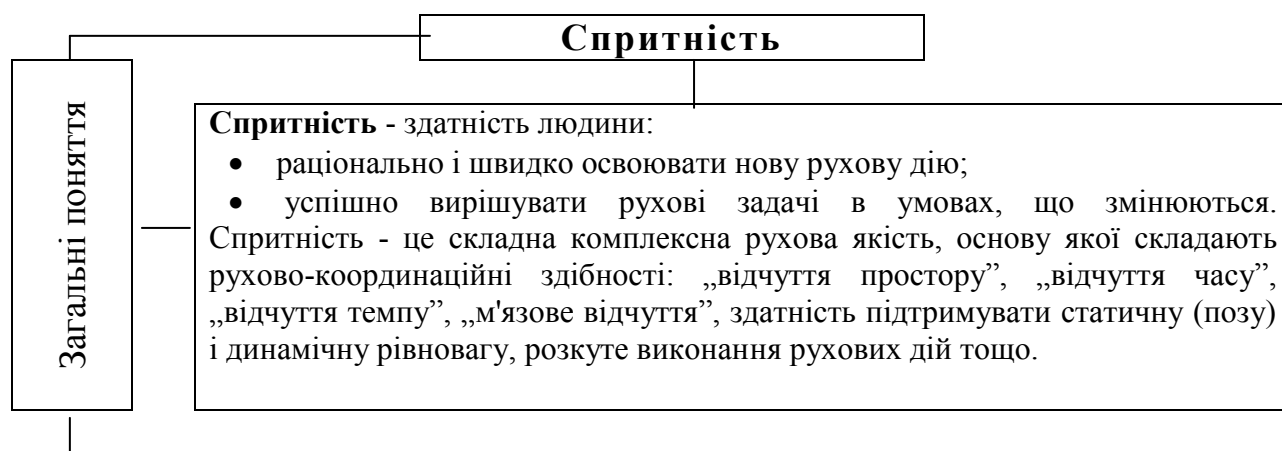 Спритність
Загальні поняття
Спритність - здатність людини:
• раціонально і швидко освоювати нову рухову дію;
• успішно вирішувати рухові задачі в умовах, що змінюються.
Спритність - це складна комплексна рухова якість, основу якої складають
рухово-координаційні здібності: „відчуття простору”, „відчуття часу”,
„відчуття темпу”, „м'язове відчуття”, здатність підтримувати статичну (позу)
і динамічну рівновагу, розкуте виконання рухових дій тощо.